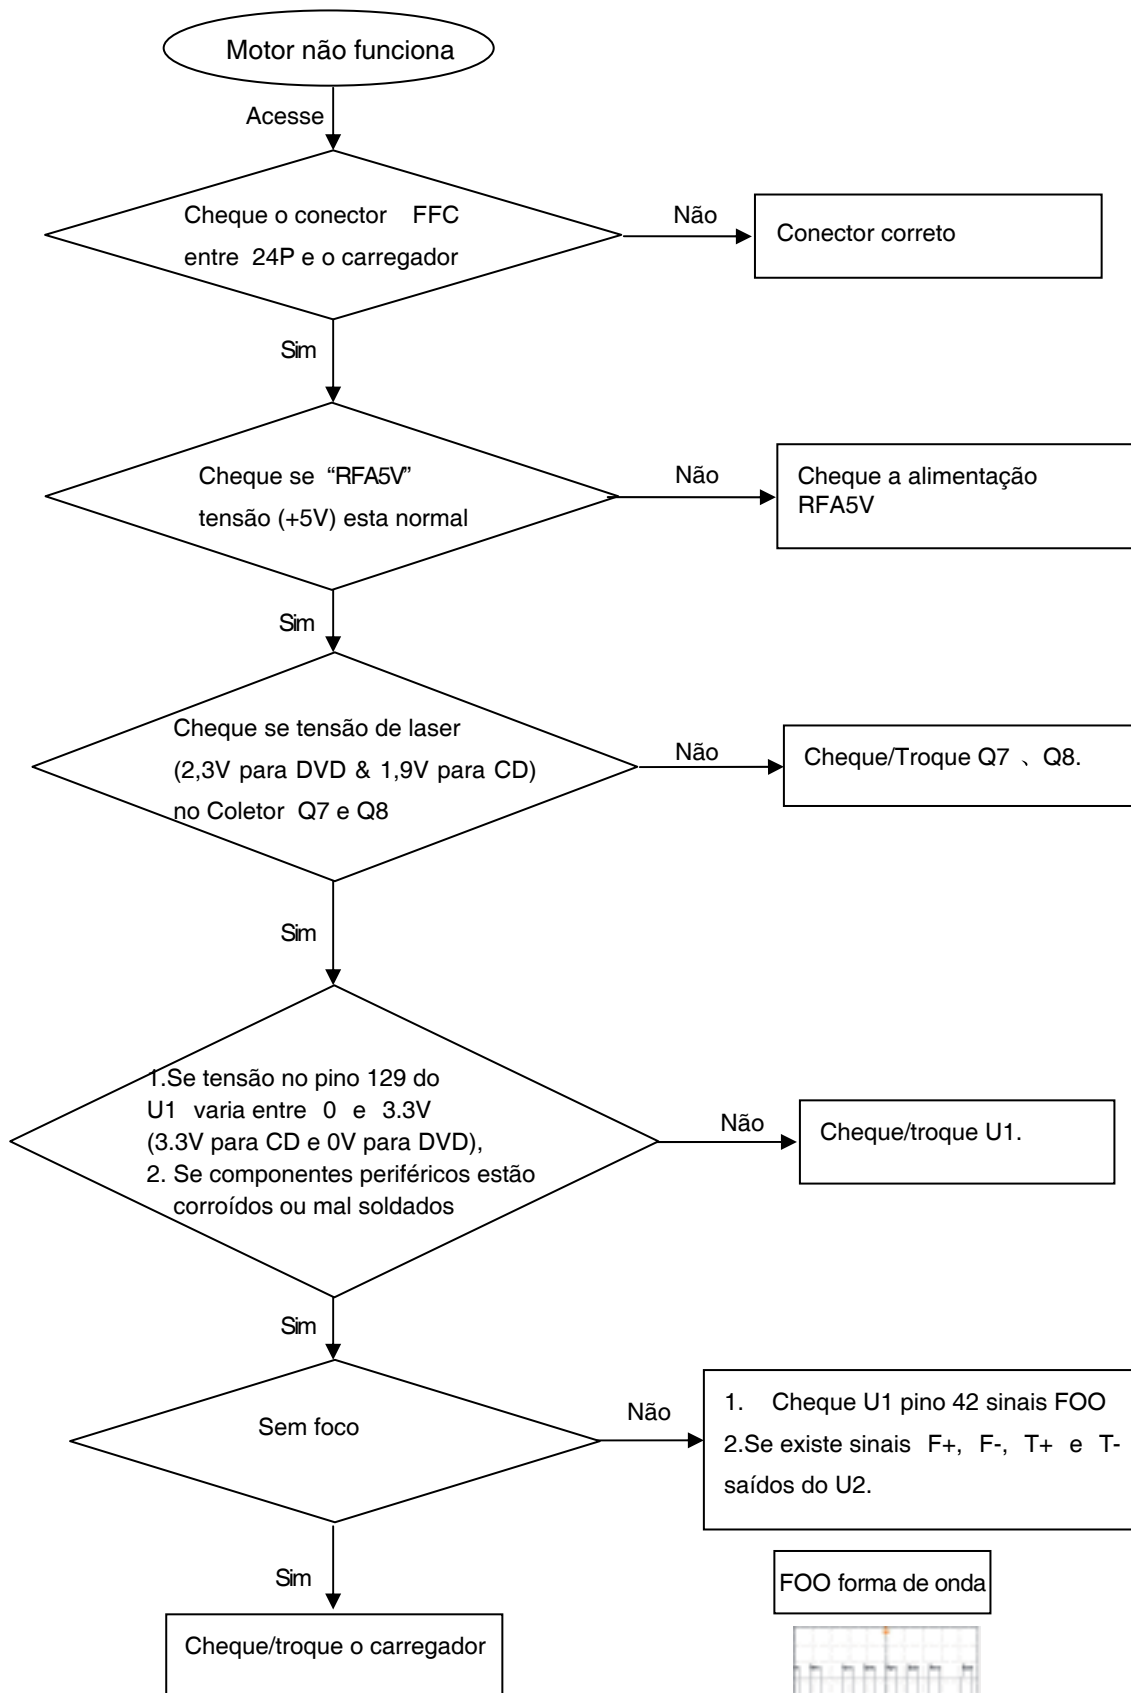 Motor não funciona
Acesse
Cheque o conector FFC
entre 24P e o carregador
Não
Conector correto
Sim
Cheque se “RFA5V”
tensão (+5V) esta normal
Não
Cheque a alimentação
RFA5V
Sim
Cheque se tensão de laser
(2,3V para DVD & 1,9V para CD)
no Coletor Q7 e Q8
Não
Cheque/Troque Q7 、 Q8.
Sim
1.Se tensão no pino 129 do
U1 varia entre 0 e 3.3V
(3.3V para CD e 0V para DVD),
2. Se componentes periféricos estão
corroídos ou mal soldados
Não
Cheque/troque U1.
Sim
Sem foco
Não
1. Cheque U1 pino 42 sinais FOO
2.Se existe sinais F+, F-, T+ e T-
saídos do U2.
Sim
FOO forma de onda
Cheque/troque o carregador